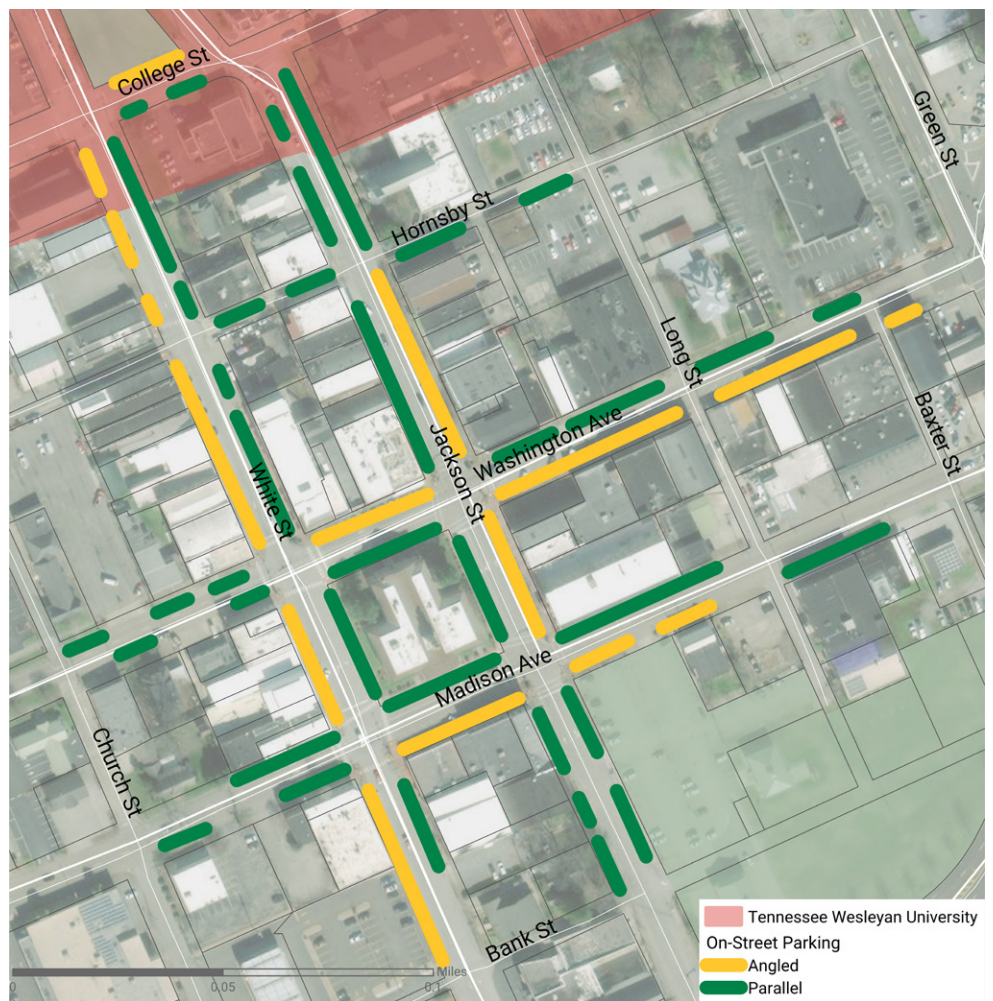 College St
Green St
Hornsby St
Long St
Jackson St
Washington Ave
Baxter St
White St
Madison Ave
Church St
Bank St
Tennessee Wesleyan University
On-Street Parking
Angled
Parallel
Miles
0 0.05 0.1